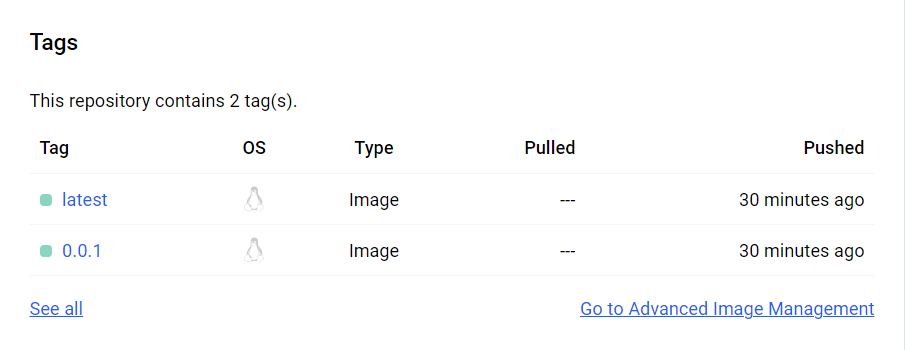 Tags
This repository contains 2 tag(s).
Tag OS Type Pulled Pushed
latest Image --- 30 minutes ago
0.0.1 Image --- 30 minutes ago
See all Go to Advanced Image Management